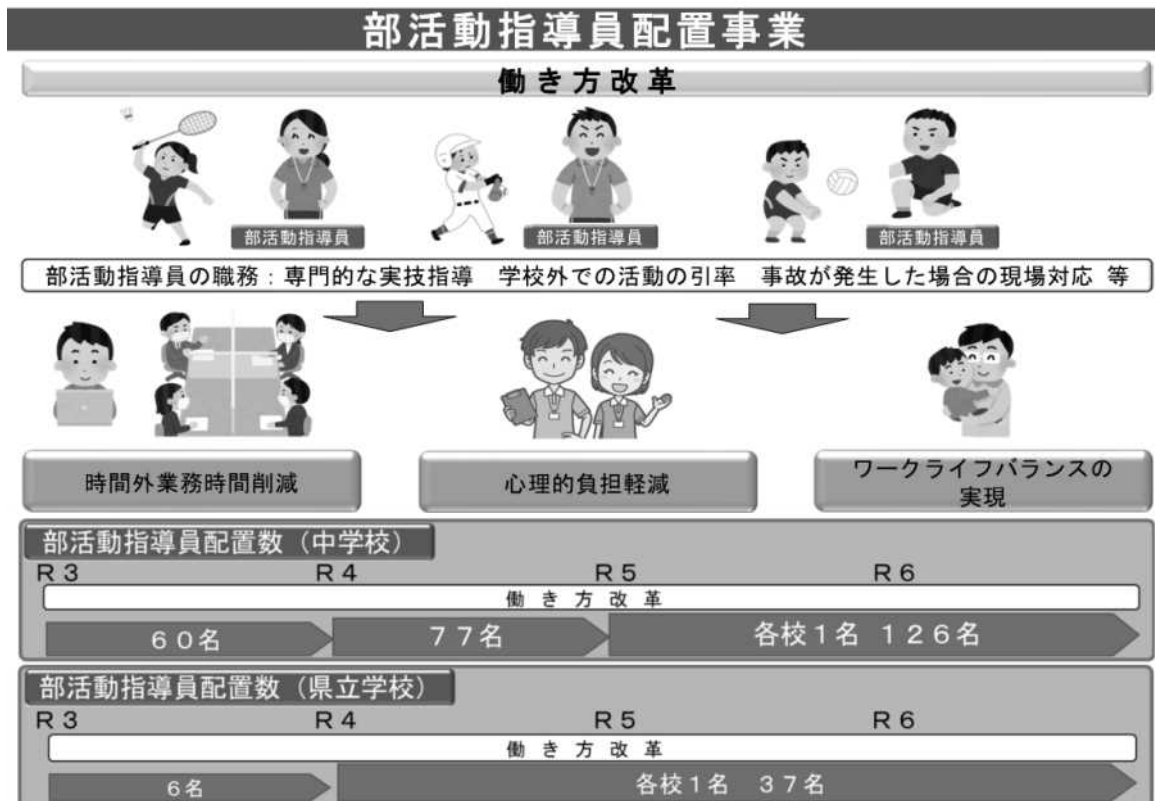 部活動指導員配置事業
働き方改革
部活動指導員
部活動指導員
部活動指導員
部活動指導員の職務：専門的な実技指導　学校外での活動の引率　事故が発生した場合の現場対応 等
時間外業務時間削減
心理的負担軽減
ワークライフバランスの
実現
部活動指導員配置数（中学校）
Ｒ３ Ｒ４ Ｒ５ Ｒ６
働き方改革
６０名 ７７名 各校１名 １２６名
部活動指導員配置数（県立学校）
Ｒ３ Ｒ４ Ｒ５ Ｒ６
働き方改革
６名 各校１名 ３７名